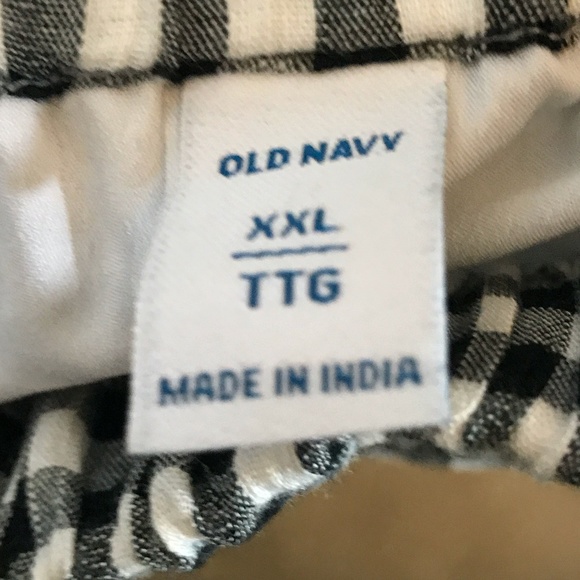 OLD NAVY
XXL
TTG
MADE IN INDIA